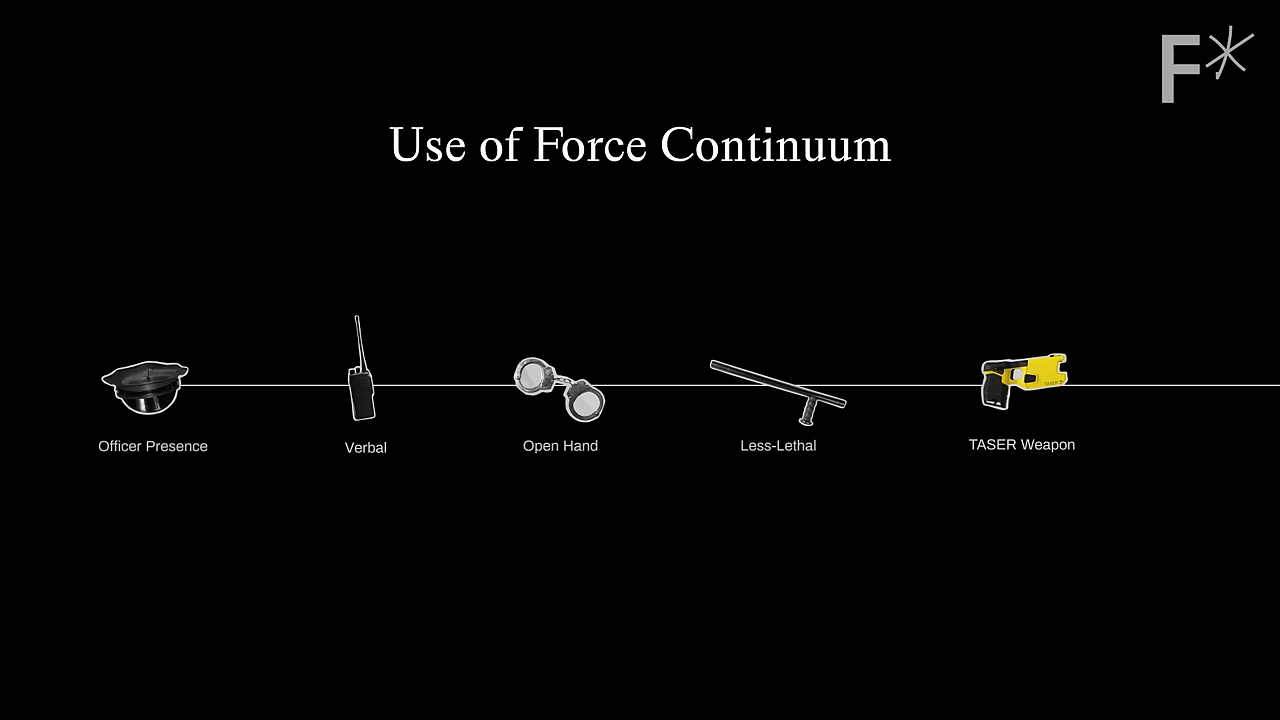 F*
Use of Force Continuum
Officer Presence
Verbal
Open Hand
Less-Lethal
TASER Weapon